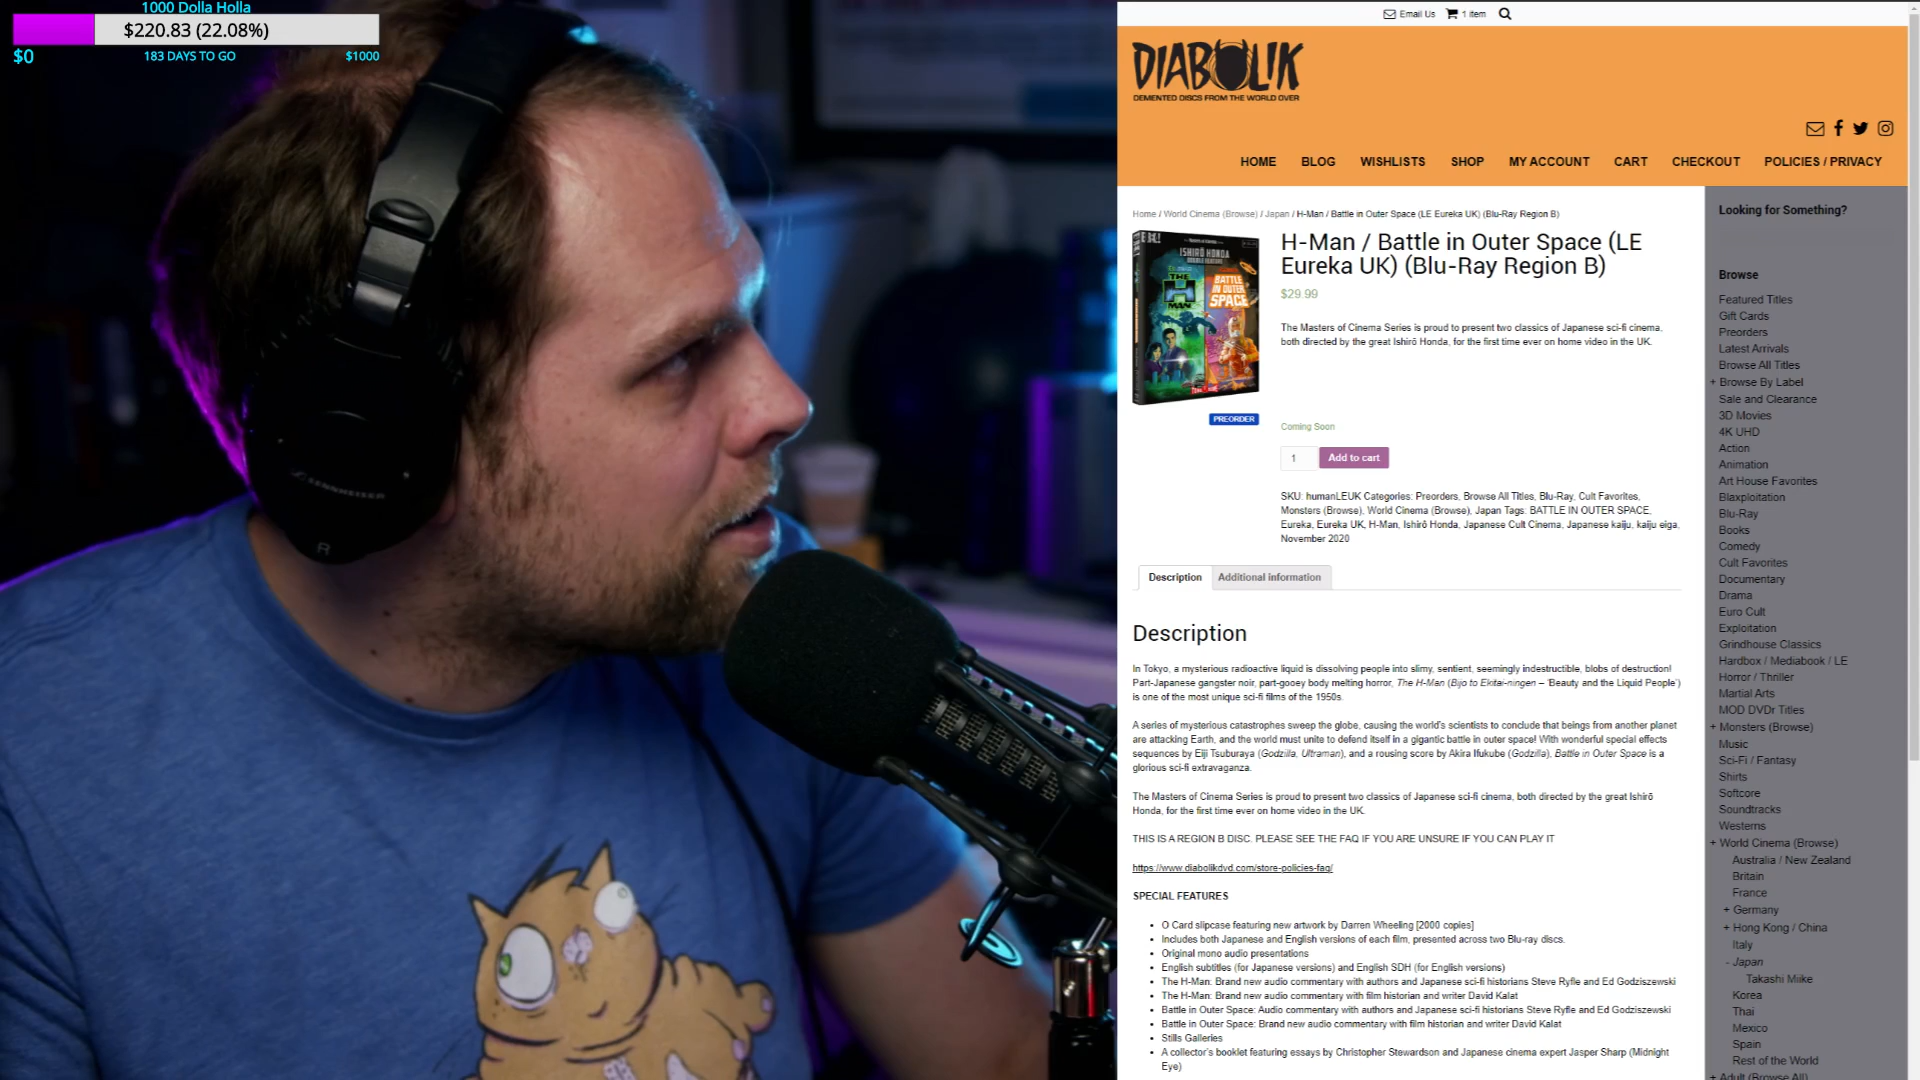 1000 Dolla Holla
$220.83 (22.08%)
$0
183 DAYS TO GO
$1000
SENNHEISER
R
Email Us
1 item
DIABOLIK
DEMENTED DISCS FROM THE WORLD OVER
HOME BLOG WISHLISTS SHOP MY ACCOUNT CART CHECKOUT POLICIES / PRIVACY
Home / World Cinema (Browse) / Japan / H-Man / Battle in Outer Space (LE Eureka UK) (Blu-Ray Region B)
ISHIRŌ HONDA
THE
H
MAN
BATTLE
IN OUTER
SPACE
PREORDER
H-Man / Battle in Outer Space (LE
Eureka UK) (Blu-Ray Region B)
$29.99
The Masters of Cinema Series is proud to present two classics of Japanese sci-fi cinema,
both directed by the great Ishirō Honda, for the first time ever on home video in the UK.
Coming Soon
1
Add to cart
SKU: humanLEUK Categories: Preorders, Browse All Titles, Blu-Ray, Cult Favorites,
Monsters (Browse), World Cinema (Browse), Japan Tags: BATTLE IN OUTER SPACE,
Eureka, Eureka UK, H-Man, Ishirō Honda, Japanese Cult Cinema, Japanese kaiju, kaiju eiga,
November 2020
Description
Additional information
Description
In Tokyo, a mysterious radioactive liquid is dissolving people into slimy, sentient, seemingly indestructible, blobs of destruction!
Part-Japanese gangster noir, part-gooey body melting horror, The H-Man (Bijo to Ekitai-ningen – 'Beauty and the Liquid People')
is one of the most unique sci-fi films of the 1950s.
A series of mysterious catastrophes sweep the globe, causing the world's scientists to conclude that beings from another planet
are attacking Earth, and the world must unite to defend itself in a gigantic battle in outer space! With wonderful special effects
sequences by Eiji Tsuburaya (Godzilla, Ultraman), and a rousing score by Akira Ifukube (Godzilla), Battle in Outer Space is a
glorious sci-fi extravaganza.
The Masters of Cinema Series is proud to present two classics of Japanese sci-fi cinema, both directed by the great Ishirō
Honda, for the first time ever on home video in the UK.
THIS IS A REGION B DISC. PLEASE SEE THE FAQ IF YOU ARE UNSURE IF YOU CAN PLAY IT
https://www.diabolikdvd.com/store-policies-faq/
SPECIAL FEATURES
• O Card slipcase featuring new artwork by Darren Wheeling [2000 copies]
• Includes both Japanese and English versions of each film, presented across two Blu-ray discs.
• Original mono audio presentations
• English subtitles (for Japanese versions) and English SDH (for English versions)
• The H-Man: Brand new audio commentary with authors and Japanese sci-fi historians Steve Ryfle and Ed Godziszewski
• The H-Man: Brand new audio commentary with film historian and writer David Kalat
• Battle in Outer Space: Audio commentary with authors and Japanese sci-fi historians Steve Ryfle and Ed Godziszewski
• Battle in Outer Space: Brand new audio commentary with film historian and writer David Kalat
• Stills Galleries
• A collector's booklet featuring essays by Christopher Stewardson and Japanese cinema expert Jasper Sharp (Midnight
Eye)
Looking for Something?
Browse
Featured Titles
Gift Cards
Preorders
Latest Arrivals
Browse All Titles
+ Browse By Label
Sale and Clearance
3D Movies
4K UHD
Action
Animation
Art House Favorites
Blaxploitation
Blu-Ray
Books
Comedy
Cult Favorites
Documentary
Drama
Euro Cult
Exploitation
Grindhouse Classics
Hardbox / Mediabook / LE
Horror / Thriller
Martial Arts
MOD DVDr Titles
+ Monsters (Browse)
Music
Sci-Fi / Fantasy
Shirts
Softcore
Soundtracks
Westerns
+ World Cinema (Browse)
Australia / New Zealand
Britain
France
+ Germany
+ Hong Kong / China
Italy
- Japan
Takashi Miike
Korea
Thai
Mexico
Spain
Rest of the World
+ Adult (Browse All)